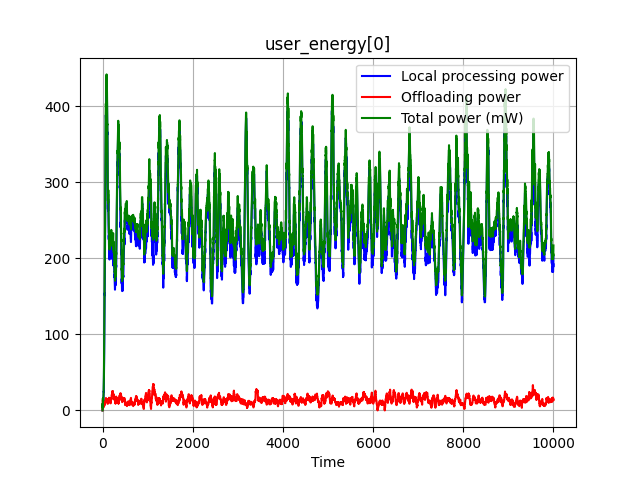 user_energy[0]
Local processing power
Offloading power
Total power (mW)
400
300
200
100
0
0 2000 4000 6000 8000 10000
Time